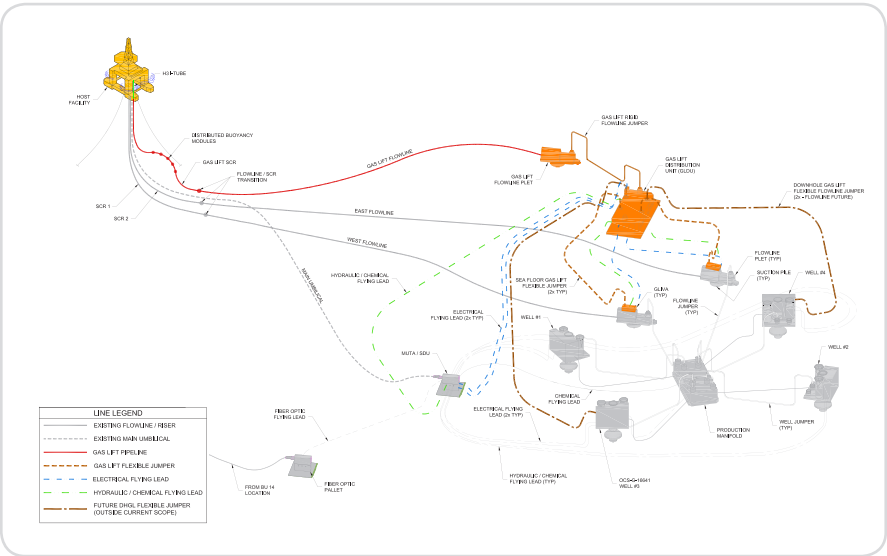 H3 I-TUBE
HOST
FACILITY
DISTRIBUTED BUOYANCY
MODULES
GAS LIFT SCR
FLOWLINE / SCR
TRANSITION
GAS LIFT FLOWLINE
GAS LIFT RIGID
FLOWLINE JUMPER
GAS LIFT
FLOWLINE PLET
GAS LIFT
DISTRIBUTION
UNIT (GLDU)
DOWNHOLE GAS LIFT
FLEXIBLE FLOWLINE JUMPER
(2x - FLOWLINE FUTURE)
SCR 1
SCR 2
EAST FLOWLINE
WEST FLOWLINE
MAIN UMBILICAL
HYDRAULIC / CHEMICAL
FLYING LEAD
SEA FLOOR GAS LIFT
FLEXIBLE JUMPER
(2x TYP)
GLIVA
(TYP)
FLOWLINE
PLET (TYP)
SUCTION PILE
(TYP)
WELL #4
FLOWLINE
JUMPER
(TYP)
ELECTRICAL
FLYING LEAD (2x TYP)
WELL #1
WELL #2
MUTA / SDU
CHEMICAL
FLYING LEAD
FIBER OPTIC
FLYING LEAD
ELECTRICAL FLYING
LEAD (2x TYP)
PRODUCTION
MANIFOLD
WELL JUMPER
(TYP)
HYDRAULIC / CHEMICAL
FLYING LEAD (TYP)
OCS-G-16641
WELL #3
FROM BU 14
LOCATION
FIBER OPTIC
PALLET
LINE LEGEND
EXISTING FLOWLINE / RISER
EXISTING MAIN UMBILICAL
GAS LIFT PIPELINE
GAS LIFT FLEXIBLE JUMPER
ELECTRICAL FLYING LEAD
HYDRAULIC / CHEMICAL FLYING LEAD
FUTURE DHGL FLEXIBLE JUMPER
(OUTSIDE CURRENT SCOPE)